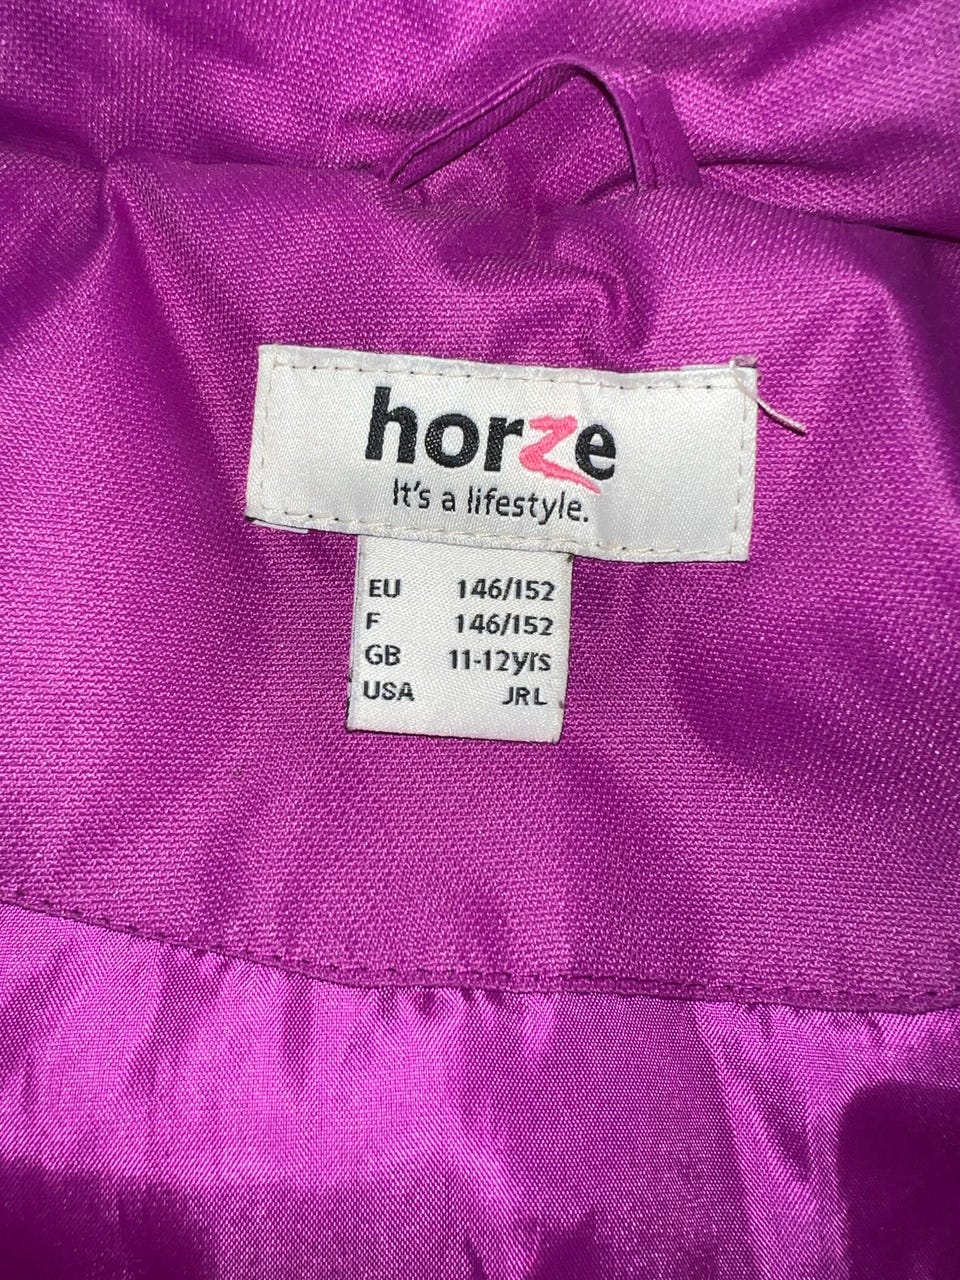 horze
It's a lifestyle.
EU 146/152
F 146/152
GB 11-12yrs
USA JRL